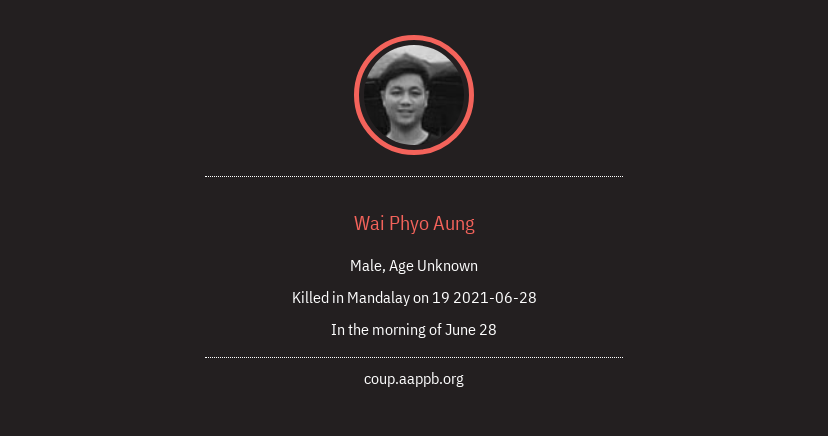 Wai Phyo Aung
Male, Age Unknown
Killed in Mandalay on 19 2021-06-28
In the morning of June 28
coup.aappb.org